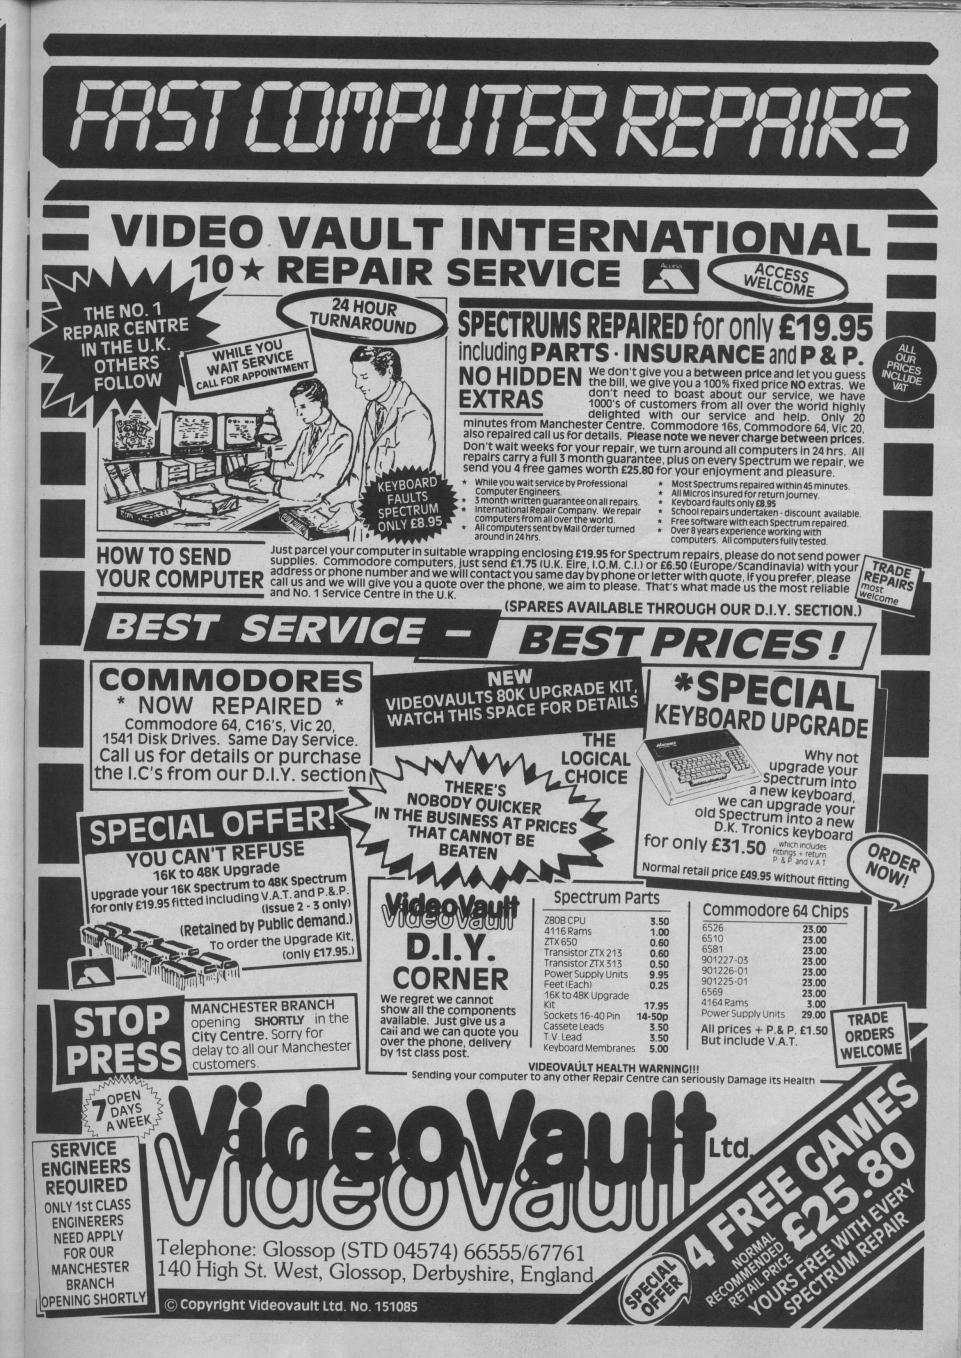 FAST COMPUTER REPAIRS
VIDEO VAULT INTERNATIONAL
10★ REPAIR SERVICE
Access
ACCESS
WELCOME
THE NO. 1
REPAIR CENTRE
IN THE U.K.
OTHERS
FOLLOW
24 HOUR
TURNAROUND
WHILE YOU
WAIT SERVICE
CALL FOR APPOINTMENT
KEYBOARD
FAULTS
SPECTRUM
ONLY £8.95
SPECTRUMS REPAIRED for only £19.95
including PARTS · INSURANCE and P & P.
ALL
OUR
PRICES
INCLUDE
VAT
NO HIDDEN
EXTRAS
We don't give you a between price and let you guess
the bill, we give you a 100% fixed price NO extras. We
don't need to boast about our service, we have
1000's of customers from all over the world highly
delighted with our service and help. Only 20
minutes from Manchester Centre. Commodore 16s, Commodore 64, Vic 20,
also repaired call us for details. Please note we never charge between prices.
Don't wait weeks for your repair, we turn around all computers in 24 hrs. All
repairs carry a full 3 month guarantee, plus on every Spectrum we repair, we
send you 4 free games worth £25.80 for your enjoyment and pleasure.
* While you wait service by Professional
Computer Engineers.
* 3 month written guarantee on all repairs.
* International Repair Company. We repair
computers from all over the world.
* All computers sent by Mail Order turned
around in 24 hrs.
* Most Spectrums repaired within 45 minutes.
* All Micros insured for return journey.
* Keyboard faults only £8.95
* School repairs undertaken - discount available.
* Free software with each Spectrum repaired.
* Over 8 years experience working with
computers. All computers fully tested.
HOW TO SEND
YOUR COMPUTER
Just parcel your computer in suitable wrapping enclosing £19.95 for Spectrum repairs, please do not send power
supplies. Commodore computers, just send £1.75 (U.K. Eire, I.O.M. C.I.) or £6.50 (Europe/Scandinavia) with your
address or phone number and we will contact you same day by phone or letter with quote, if you prefer, please
call us and we will give you a quote over the phone, we aim to please. That's what made us the most reliable
and No. 1 Service Centre in the U.K.
(SPARES AVAILABLE THROUGH OUR D.I.Y. SECTION.)
TRADE
REPAIRS
most
welcome
BEST SERVICE –
BEST PRICES!
COMMODORES
* NOW REPAIRED *
Commodore 64, C16's, Vic 20,
1541 Disk Drives. Same Day Service.
Call us for details or purchase
the I.C's from our D.I.Y. section
NEW
VIDEOVAULTS 80K UPGRADE KIT,
WATCH THIS SPACE FOR DETAILS
THE
LOGICAL
CHOICE
THERE'S
NOBODY QUICKER
IN THE BUSINESS AT PRICES
THAT CANNOT BE
BEATEN
*SPECIAL
KEYBOARD UPGRADE
Why not
upgrade your
Spectrum into
a new keyboard,
we can upgrade your
old Spectrum into a new
D.K. Tronics keyboard
for only £31.50
which includes
fittings + return
P & P and V.A.T
Normal retail price £49.95 without fitting
ORDER
NOW!
SPECIAL OFFER!
YOU CAN'T REFUSE
16K to 48K Upgrade
Upgrade your 16K Spectrum to 48K Spectrum
for only £19.95 fitted including V.A.T. and P.&.P.
(issue 2 - 3 only)
(Retained by Public demand.)
To order the Upgrade Kit,
(only £17.95.)
STOP
PRESS
MANCHESTER BRANCH
opening SHORTLY in the
City Centre. Sorry for
delay to all our Manchester
customers.
VideoVault
VideoVault
D.I.Y.
CORNER
We regret we cannot
show all the components
available. Just give us a
call and we can quote you
over the phone, delivery
by 1st class post.
Spectrum Parts
Z80B CPU 3.50
4116 Rams 1.00
ZTX 650 0.60
Transistor ZTX 213 0.60
Transistor ZTX 313 0.50
Power Supply Units 9.95
Feet (Each) 0.25
16K to 48K Upgrade
Kit 17.95
Sockets 16-40 Pin 14-50p
Cassete Leads 3.50
T.V. Lead 3.50
Keyboard Membranes 5.00
Commodore 64 Chips
6526 23.00
6510 23.00
6581 23.00
901227-03 23.00
901226-01 23.00
901225-01 23.00
6569 23.00
4164 Rams 3.00
Power Supply Units 29.00
All prices + P.& P. £1.50
But include V.A.T.
TRADE
ORDERS
WELCOME
VIDEOVAULT HEALTH WARNING!!!
Sending your computer to any other Repair Centre can seriously Damage its Health
7 OPEN
DAYS
A WEEK
VideoVault Ltd.
VideoVault
SERVICE
ENGINEERS
REQUIRED
ONLY 1st CLASS
ENGINERERS
NEED APPLY
FOR OUR
MANCHESTER
BRANCH
OPENING SHORTLY
Telephone: Glossop (STD 04574) 66555/67761
140 High St. West, Glossop, Derbyshire, England.
© Copyright Videovault Ltd. No. 151085
SPECIAL
OFFER
4 FREE GAMES
NORMAL
RECOMMENDED
RETAIL PRICE
£25.80
YOURS FREE WITH EVERY
SPECTRUM REPAIR